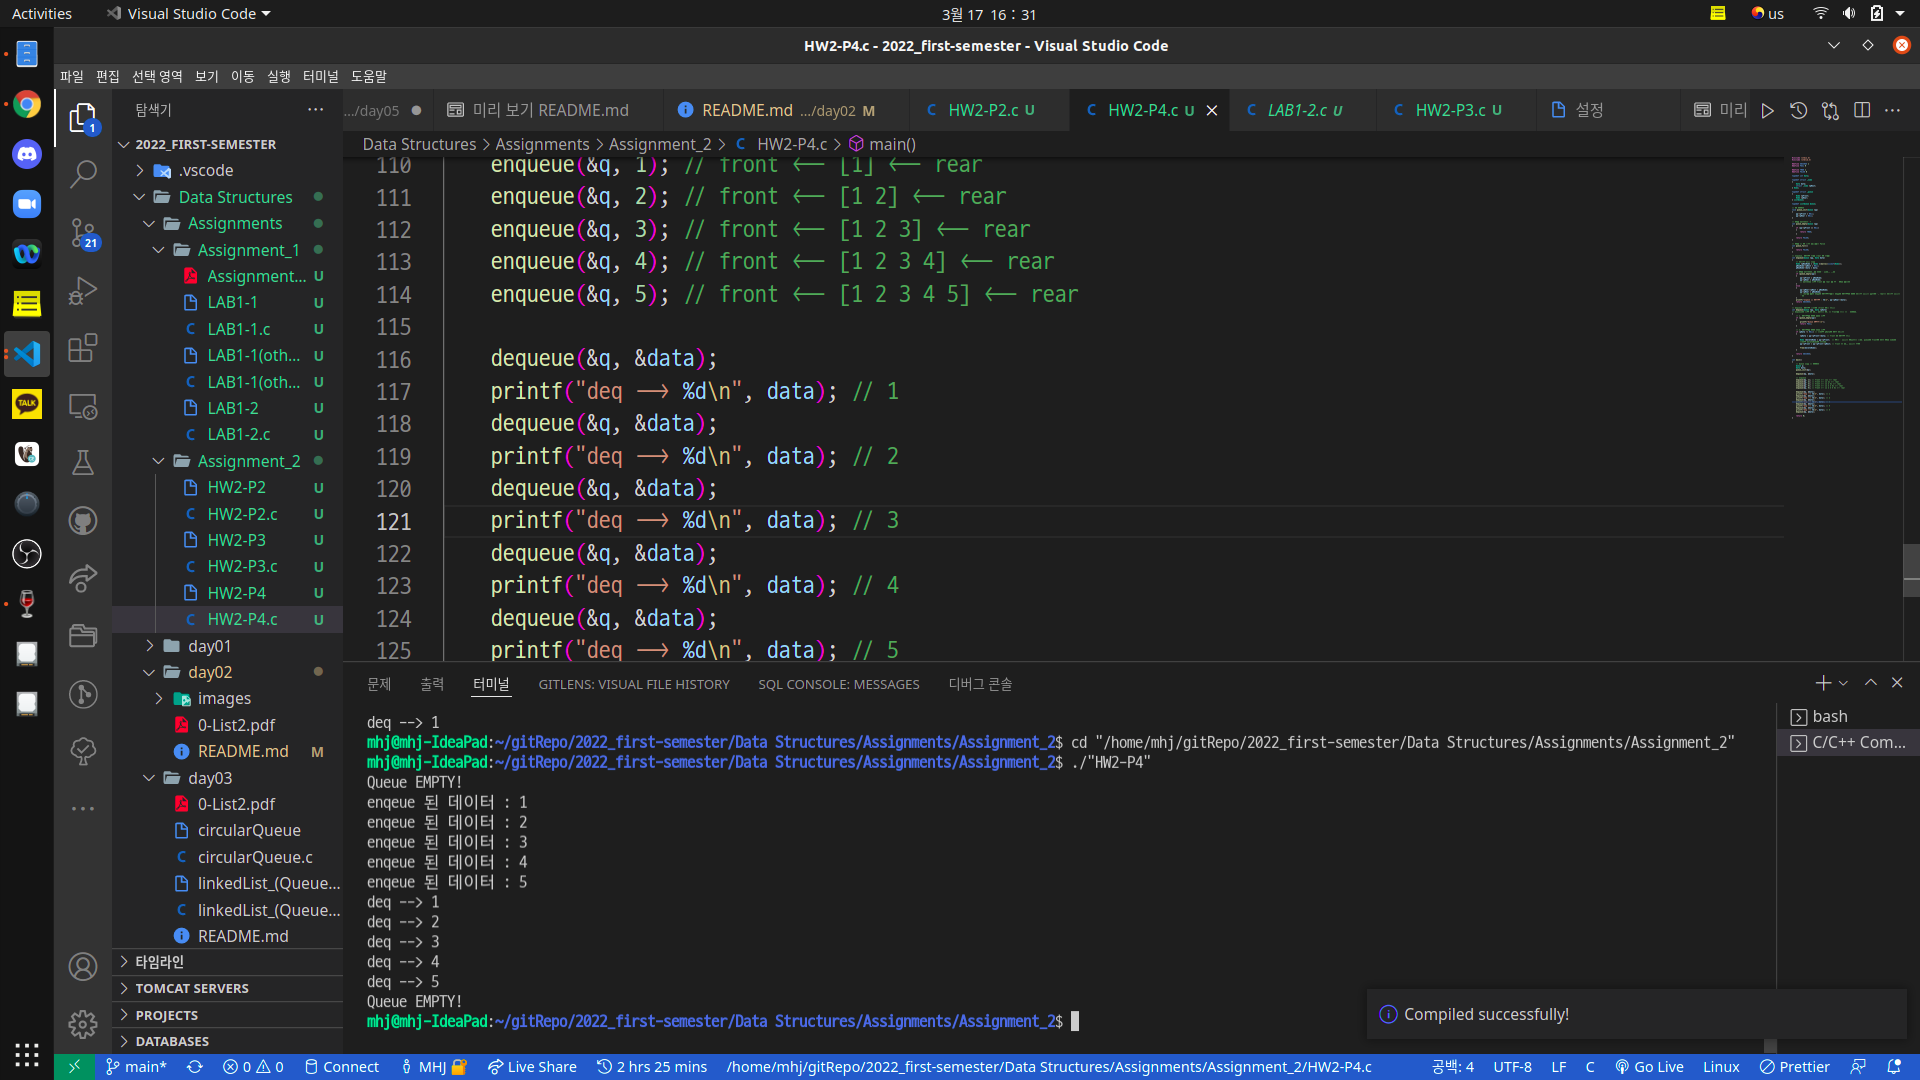 Activities
Visual Studio Code
3월 17 16 : 31
us
HW2-P4.c - 2022_first-semester - Visual Studio Code
파일 편집 선택 영역 보기 이동 실행 터미널 도움말
탐색기
.../day05
미리 보기 README.md
README.md .../day02 M
HW2-P2.c U
HW2-P4.c U
LAB1-2.c U
HW2-P3.c U
설정
미리
Data Structures > Assignments > Assignment_2 > C HW2-P4.c > main()
1
21
TALK
2022_FIRST-SEMESTER
.vscode
Data Structures
Assignments
Assignment_1
Assignment... U
LAB1-1 U
C LAB1-1.c U
LAB1-1(oth... U
C LAB1-1(oth... U
LAB1-2 U
C LAB1-2.c U
Assignment_2
HW2-P2 U
C HW2-P2.c U
HW2-P3 U
C HW2-P3.c U
HW2-P4 U
C HW2-P4.c U
day01
day02
images
0-List2.pdf
README.md M
day03
0-List2.pdf
circularQueue
C circularQueue.c
linkedList_(Queue...
C linkedList_(Queue...
README.md
타임라인
TOMCAT SERVERS
PROJECTS
DATABASES
110 enqueue(&q, 1); // front <-- [1] <-- rear
111 enqueue(&q, 2); // front <-- [1 2] <-- rear
112 enqueue(&q, 3); // front <-- [1 2 3] <-- rear
113 enqueue(&q, 4); // front <-- [1 2 3 4] <-- rear
114 enqueue(&q, 5); // front <-- [1 2 3 4 5] <-- rear
115
116 dequeue(&q, &data);
117 printf("deq --> %d\n", data); // 1
118 dequeue(&q, &data);
119 printf("deq --> %d\n", data); // 2
120 dequeue(&q, &data);
121 printf("deq --> %d\n", data); // 3
122 dequeue(&q, &data);
123 printf("deq --> %d\n", data); // 4
124 dequeue(&q, &data);
125 printf("deq --> %d\n", data); // 5
문제 출력 터미널 GITLENS: VISUAL FILE HISTORY SQL CONSOLE: MESSAGES 디버그 콘솔
bash
C/C++ Com...
deq --> 1
mhj@mhj-IdeaPad:~/gitRepo/2022_first-semester/Data Structures/Assignments/Assignment_2$ cd "/home/mhj/gitRepo/2022_first-semester/Data Structures/Assignments/Assignment_2"
mhj@mhj-IdeaPad:~/gitRepo/2022_first-semester/Data Structures/Assignments/Assignment_2$ ./"HW2-P4"
Queue EMPTY!
enqeue 된 데이터 : 1
enqeue 된 데이터 : 2
enqeue 된 데이터 : 3
enqeue 된 데이터 : 4
enqeue 된 데이터 : 5
deq --> 1
deq --> 2
deq --> 3
deq --> 4
deq --> 5
Queue EMPTY!
mhj@mhj-IdeaPad:~/gitRepo/2022_first-semester/Data Structures/Assignments/Assignment_2$
Compiled successfully!
main* 0 0 Connect MHJ Live Share 2 hrs 25 mins /home/mhj/gitRepo/2022_first-semester/Data Structures/Assignments/Assignment_2/HW2-P4.c 공백: 4 UTF-8 LF C Go Live Linux Prettier